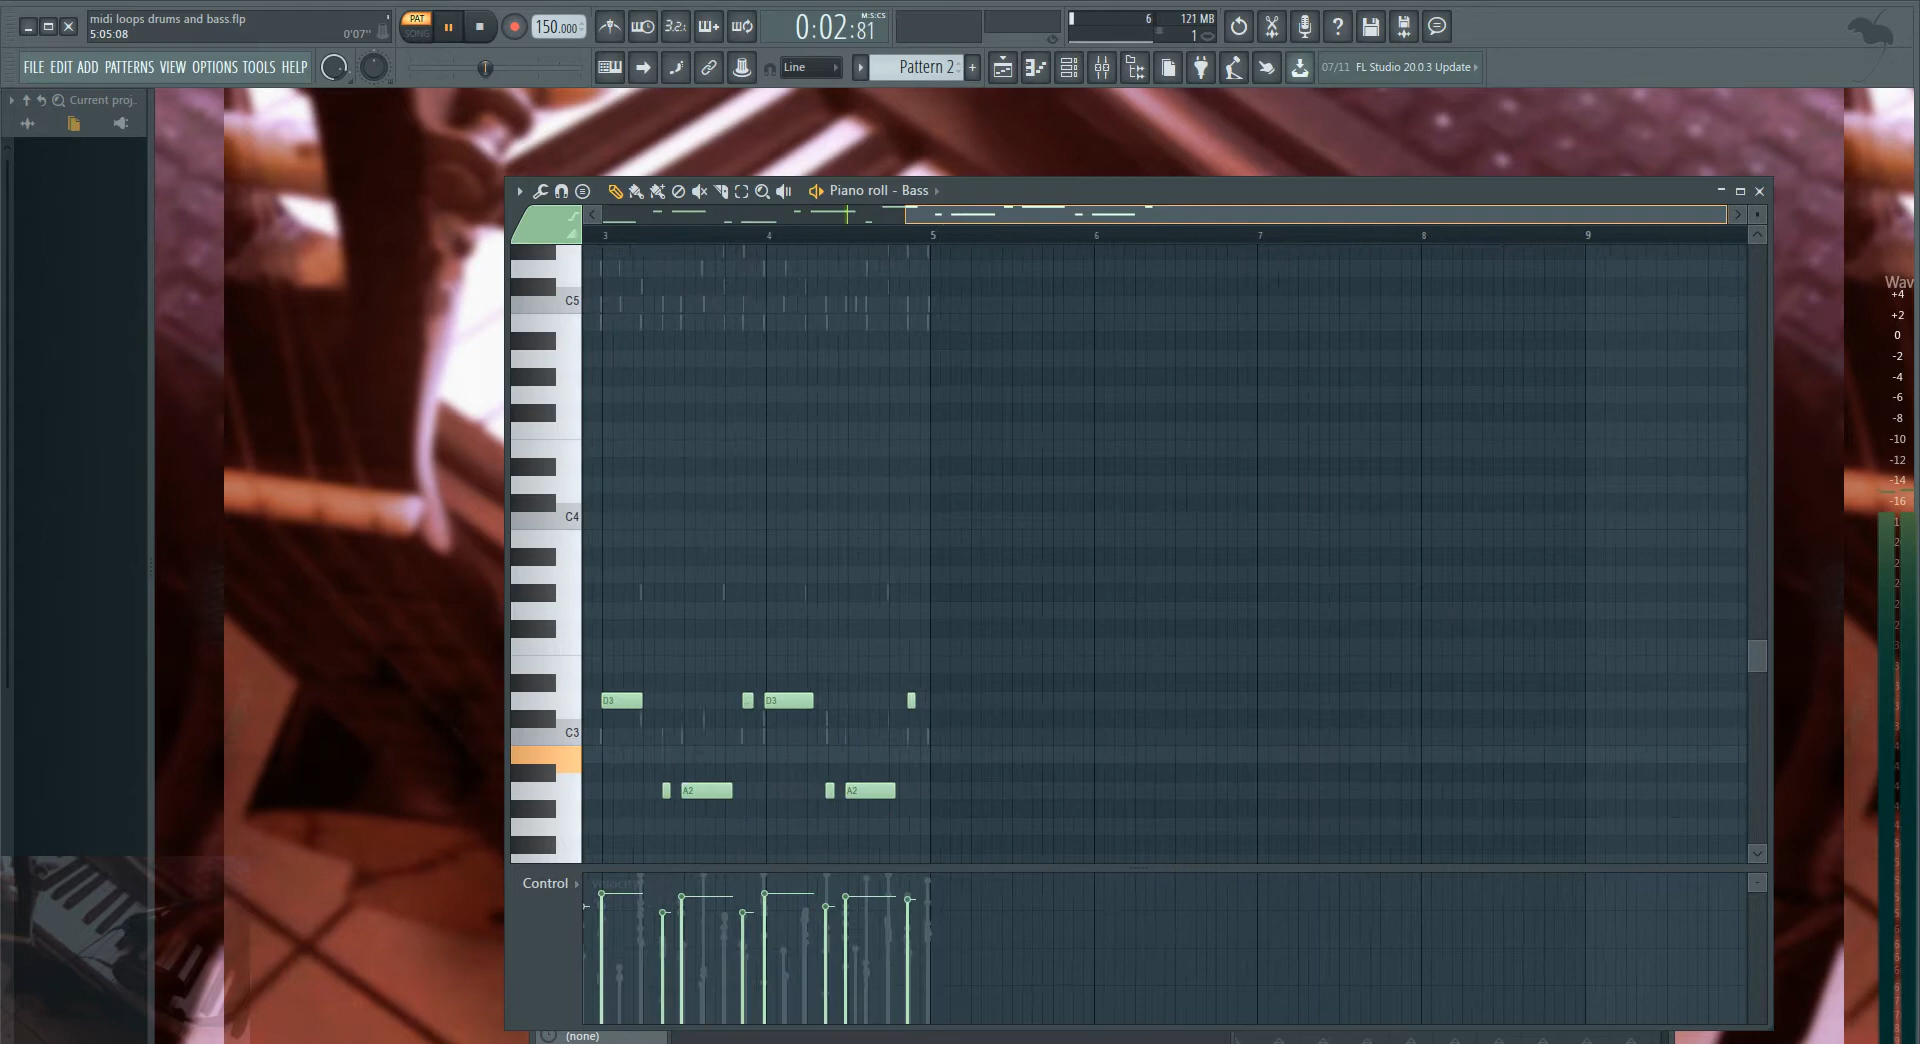 midi loops drums and bass.flp
5:05:08
0'07"
PAT
SONG
150.000
3.2.
0:02:81
M:S:CS
6
121 MB
1
FILE EDIT ADD PATTERNS VIEW OPTIONS TOOLS HELP
Line
Pattern 2
07/11 FL Studio 20.0.3 Update
Current proj..
Piano roll - Bass
3 4 5 6 7 8 9
C5
C4
D3
D3
C3
A2
A2
Control
Velocity
(none)
Wav
+4
+2
0
-2
-4
-6
-8
-10
-12
-14
-16